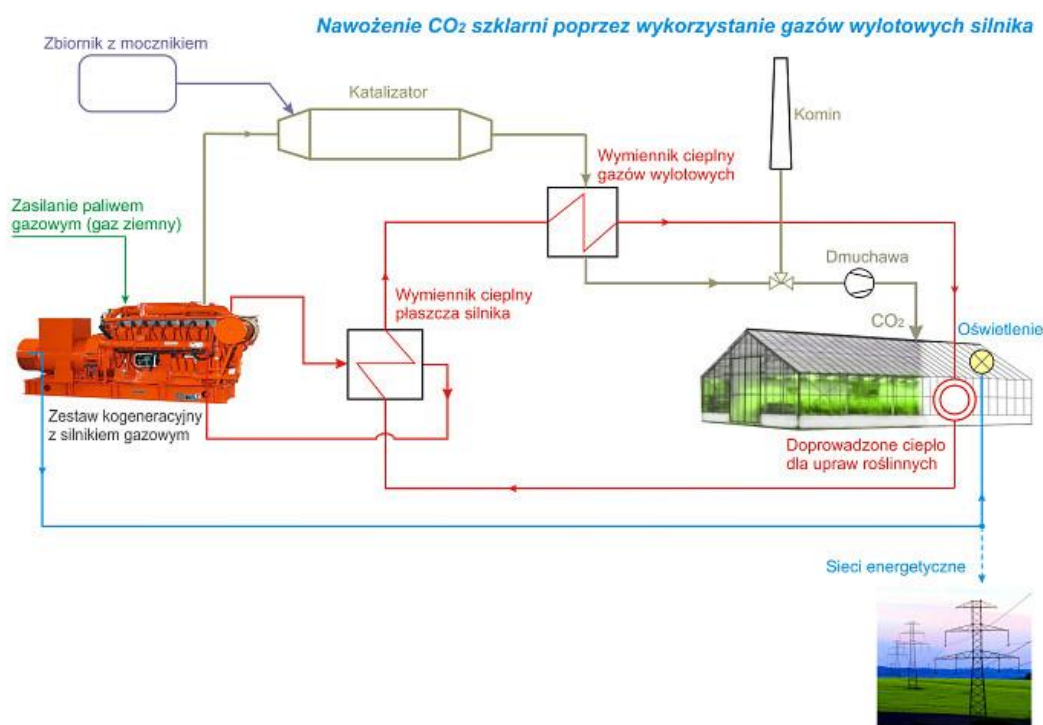 Nawożenie CO₂ szklarni poprzez wykorzystanie gazów wylotowych silnika
Zbiornik z mocznikiem
Katalizator
Komin
Wymiennik cieplny
gazów wylotowych
Zasilanie paliwem
gazowym (gaz ziemny)
Dmuchawa
Wymiennik cieplny
płaszcza silnika
CO₂
Oświetlenie
Zestaw kogeneracyjny
z silnikiem gazowym
Doprowadzone ciepło
dla upraw roślinnych
Sieci energetyczne